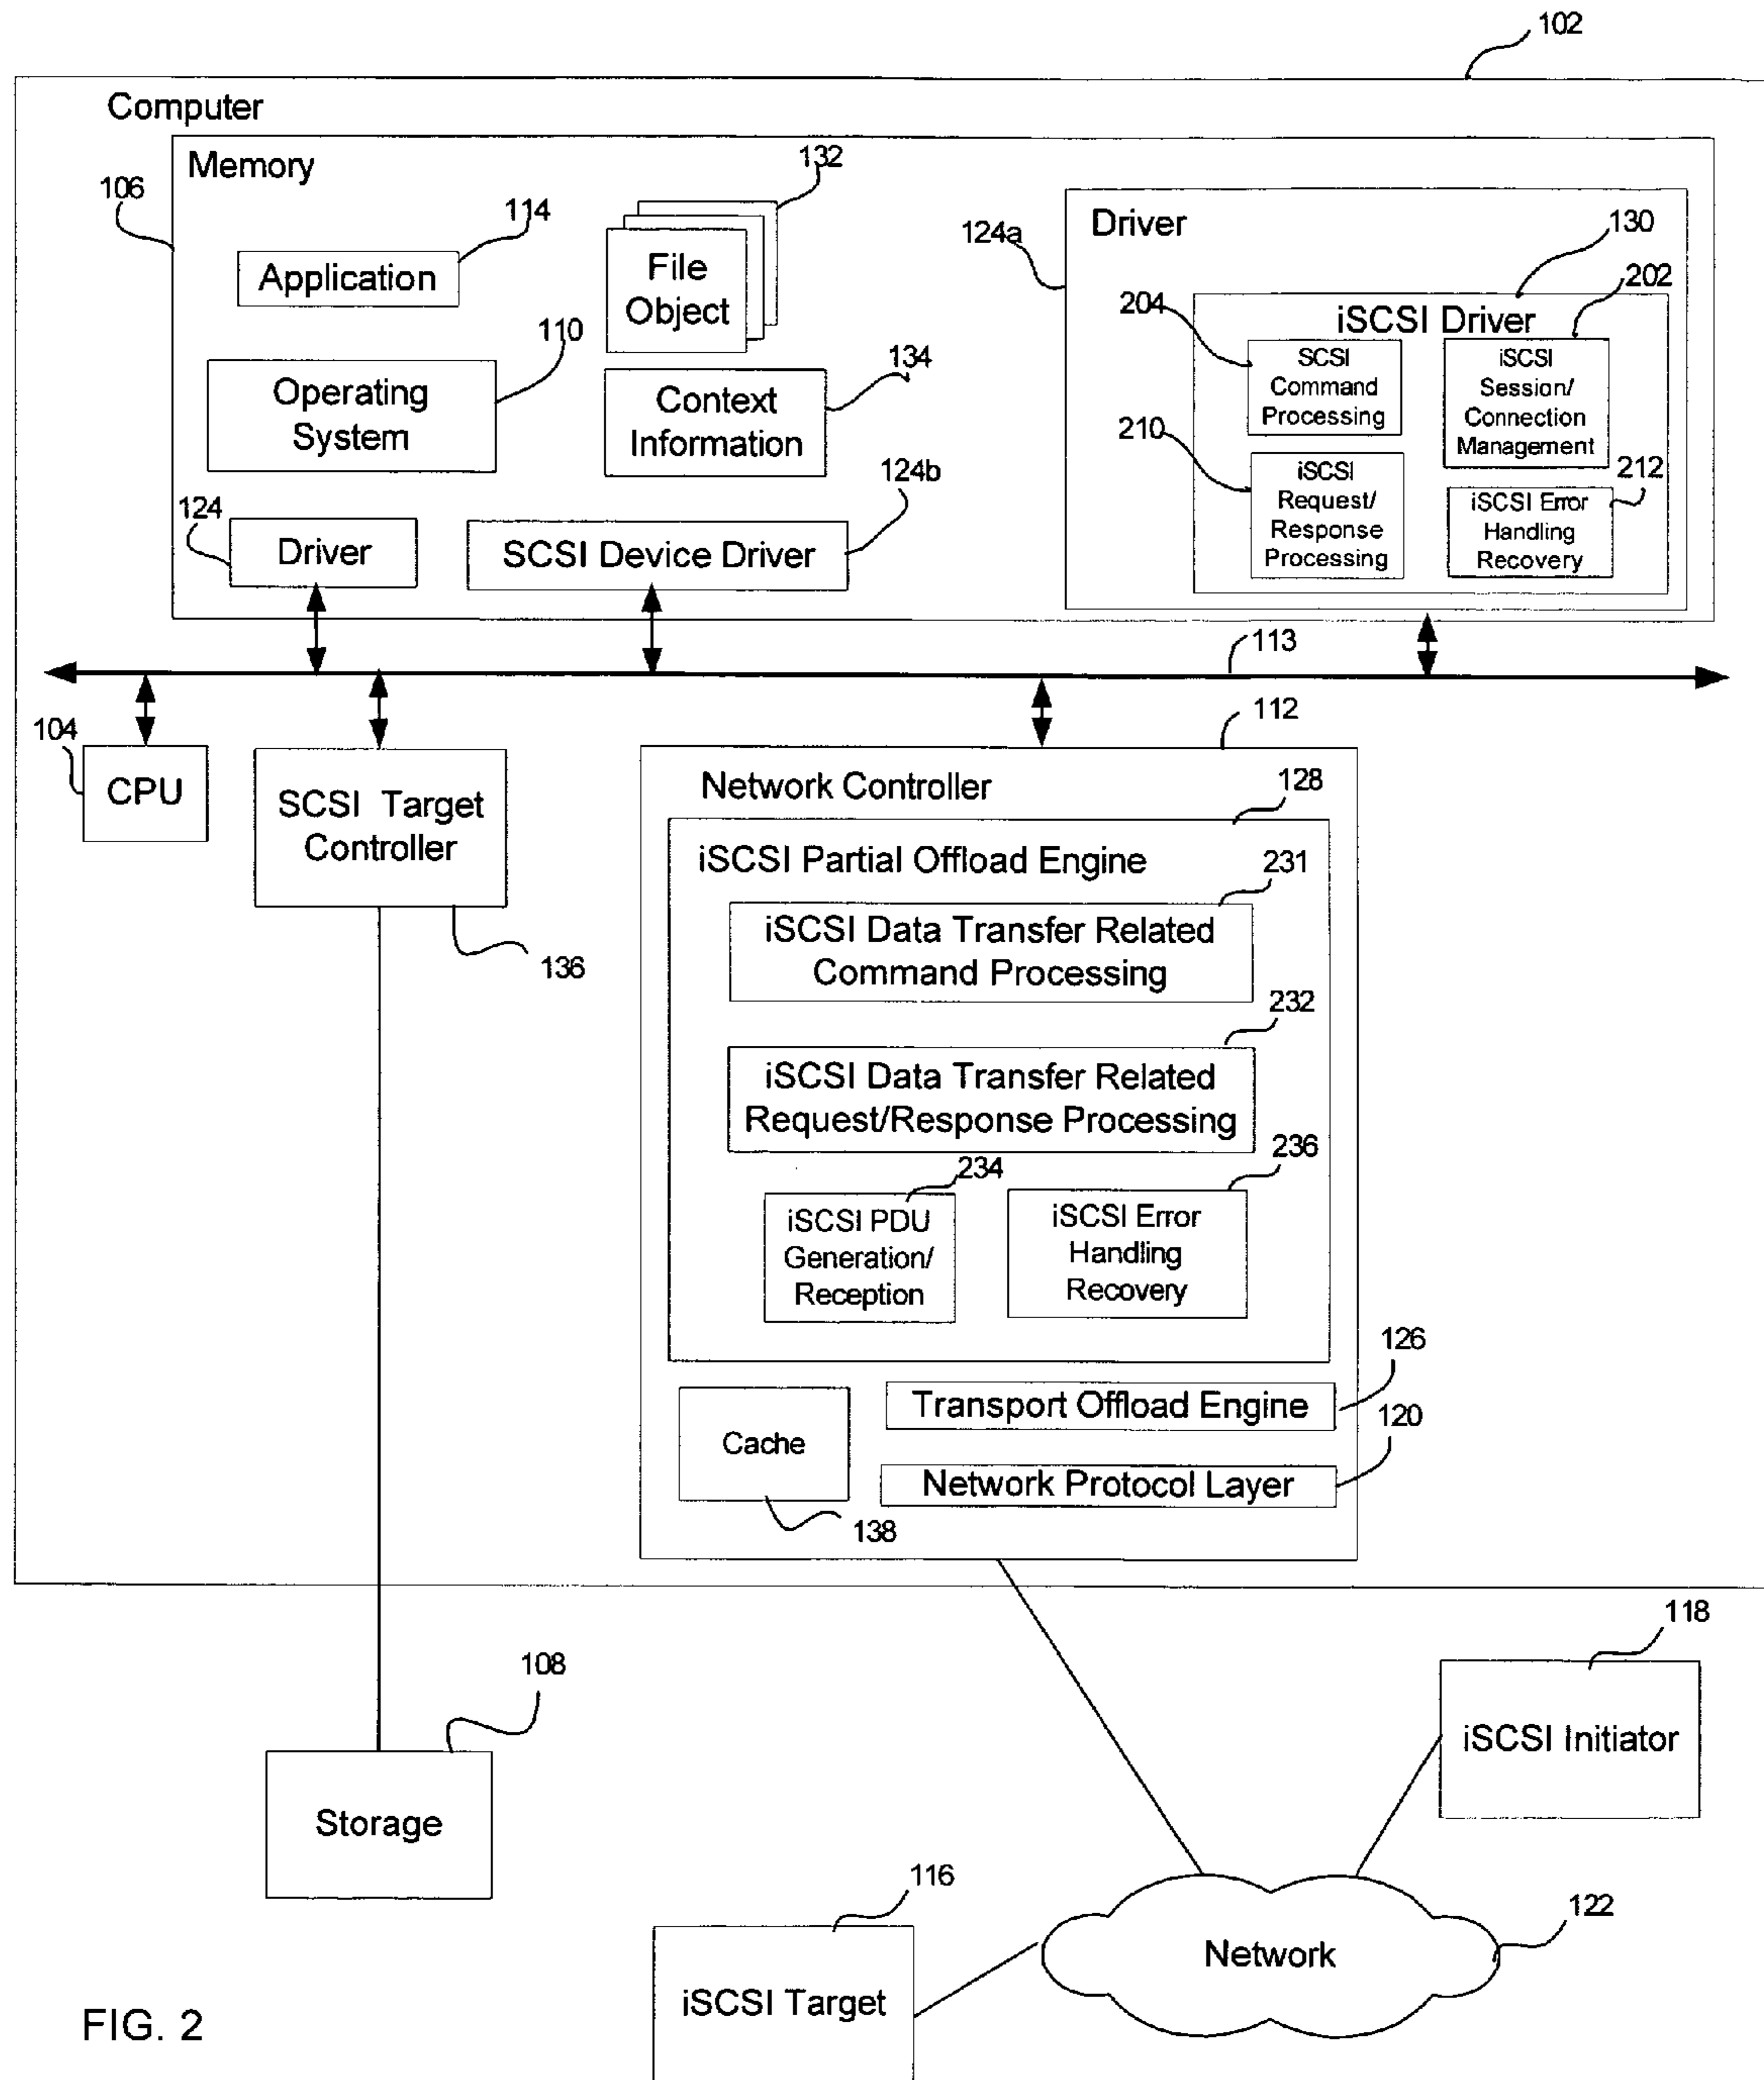 102
Computer
Memory
106
114
Application
132
File
Object
110
Operating
System
134
Context
Information
124
Driver
124b
SCSI Device Driver
124a
Driver
130
iSCSI Driver
204
SCSI
Command
Processing
202
iSCSI
Session/
Connection
Management
210
iSCSI
Request/
Response
Processing
212
iSCSI Error
Handling
Recovery
113
104
CPU
SCSI Target
Controller
136
112
Network Controller
128
iSCSI Partial Offload Engine
231
iSCSI Data Transfer Related
Command Processing
232
iSCSI Data Transfer Related
Request/Response Processing
234
iSCSI PDU
Generation/
Reception
236
iSCSI Error
Handling
Recovery
126
Transport Offload Engine
120
Network Protocol Layer
Cache
138
118
iSCSI Initiator
108
Storage
116
iSCSI Target
122
Network
FIG. 2